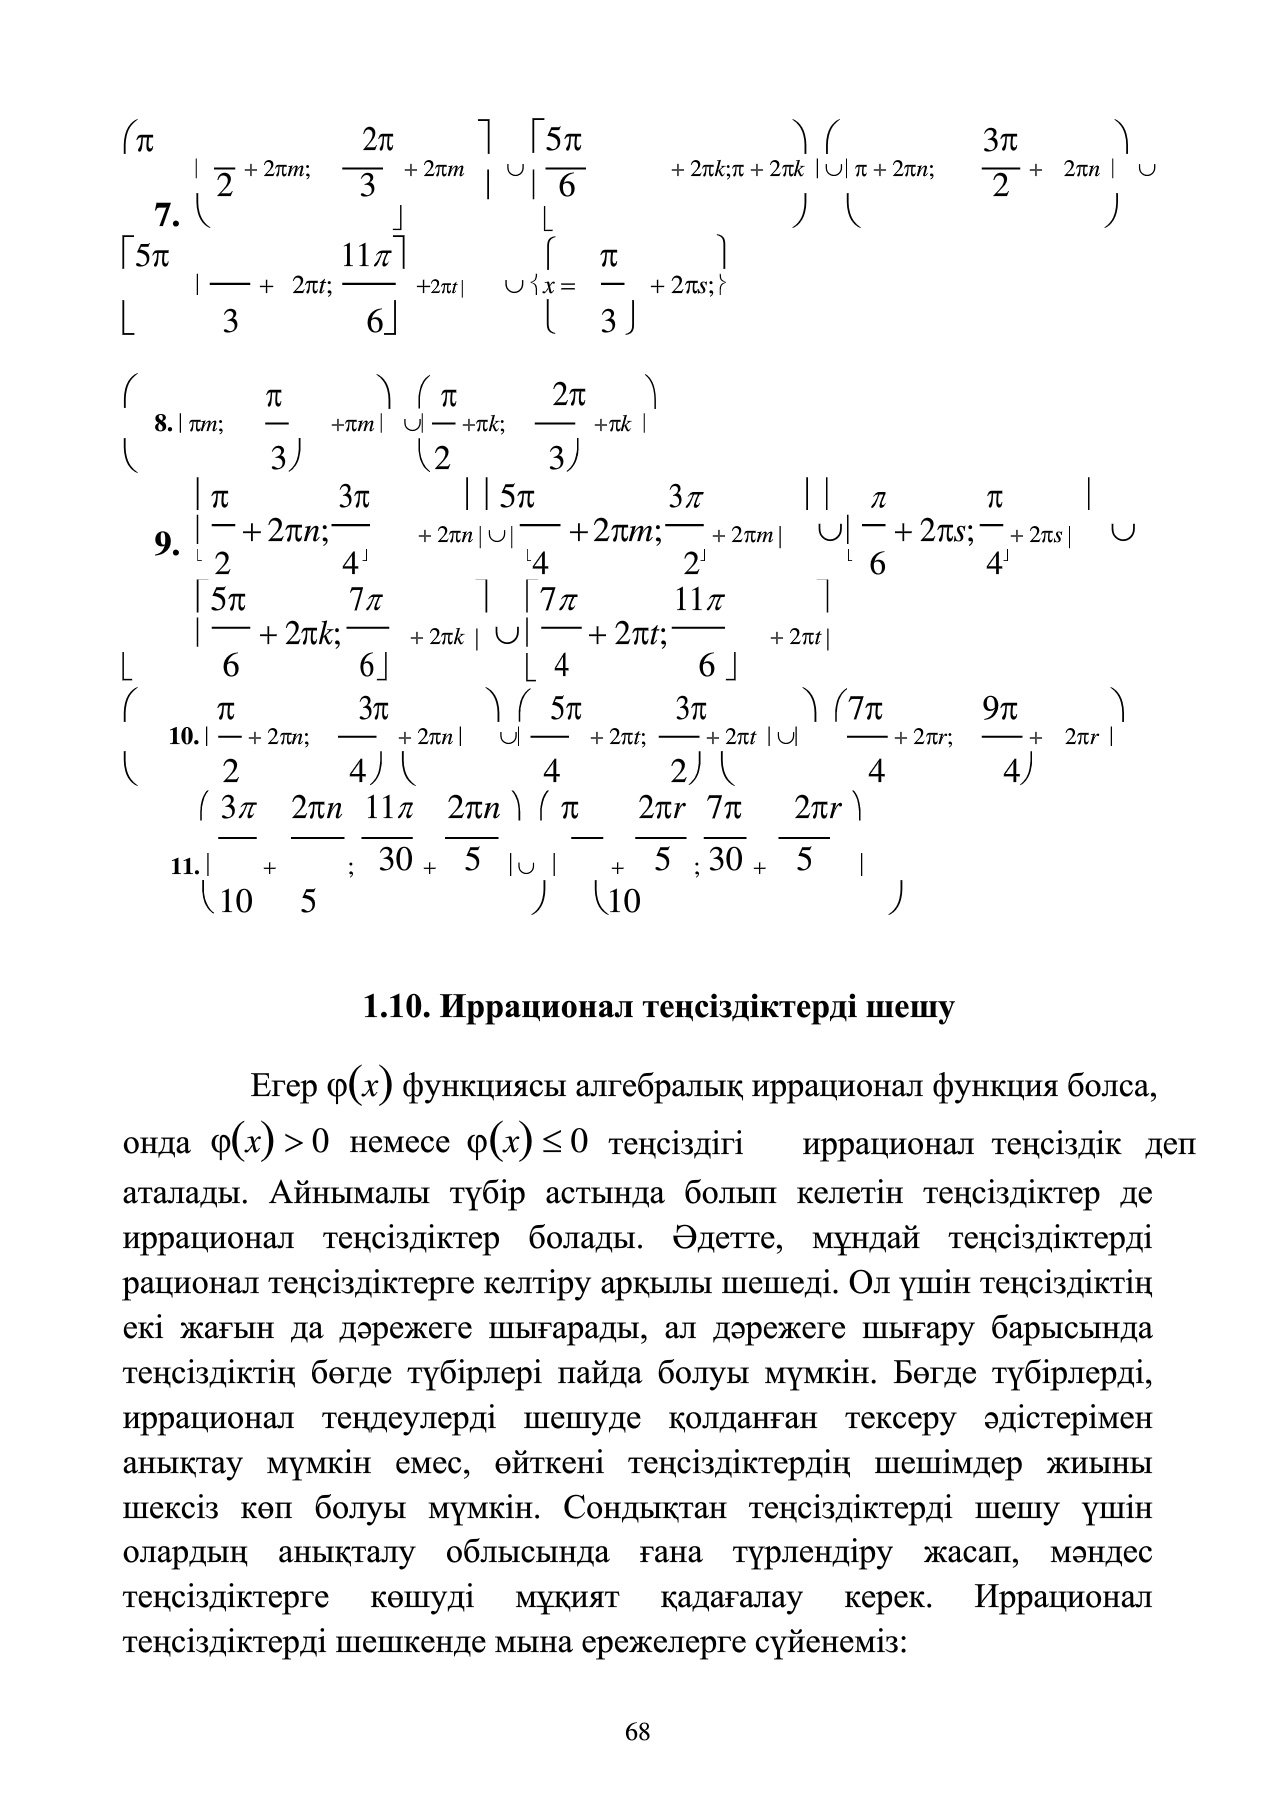 7. (π/2 + 2πm; 2π/3 + 2πm] ∪ [5π/6 + 2πk; π + 2πk) ∪ (π + 2πn; 3π/2 + 2πn) ∪
[5π/3 + 2πt; 11π/6 + 2πt] ∪ {x = π/3 + 2πs;}
8. (πm; π/3 + πm) ∪ (π/2 + πk; 2π/3 + πk)
9. [π/2 + 2πn; 3π/4 + 2πn] ∪ [5π/4 + 2πm; 3π/2 + 2πm] ∪ [π/6 + 2πs; π/4 + 2πs] ∪
[5π/6 + 2πk; 7π/6 + 2πk] ∪ [7π/4 + 2πt; 11π/6 + 2πt]
10. (π/2 + 2πn; 3π/4 + 2πn) ∪ (5π/4 + 2πt; 3π/2 + 2πt) ∪ (7π/4 + 2πr; 9π/4 + 2πr)
11. (3π/10 + 2πn/5; 11π/30 + 2πn/5) ∪ (π/10 + 2πr/5; 7π/30 + 2πr/5)
1.10. Иррационал теңсіздіктерді шешу
Егер φ(x) функциясы алгебралық иррационал функция болса,
онда φ(x) > 0 немесе φ(x) ≤ 0 теңсіздігі иррационал теңсіздік деп
аталады. Айнымалы түбір астында болып келетін теңсіздіктер де
иррационал теңсіздіктер болады. Әдетте, мұндай теңсіздіктерді
рационал теңсіздіктерге келтіру арқылы шешеді. Ол үшін теңсіздіктің
екі жағын да дәрежеге шығарады, ал дәрежеге шығару барысында
теңсіздіктің бөгде түбірлері пайда болуы мүмкін. Бөгде түбірлерді,
иррационал теңдеулерді шешуде қолданған тексеру әдістерімен
анықтау мүмкін емес, өйткені теңсіздіктердің шешімдер жиыны
шексіз көп болуы мүмкін. Сондықтан теңсіздіктерді шешу үшін
олардың анықталу облысында ғана түрлендіру жасап, мәндес
теңсіздіктерге көшуді мұқият қадағалау керек. Иррационал
теңсіздіктерді шешкенде мына ережелерге сүйенеміз:
68